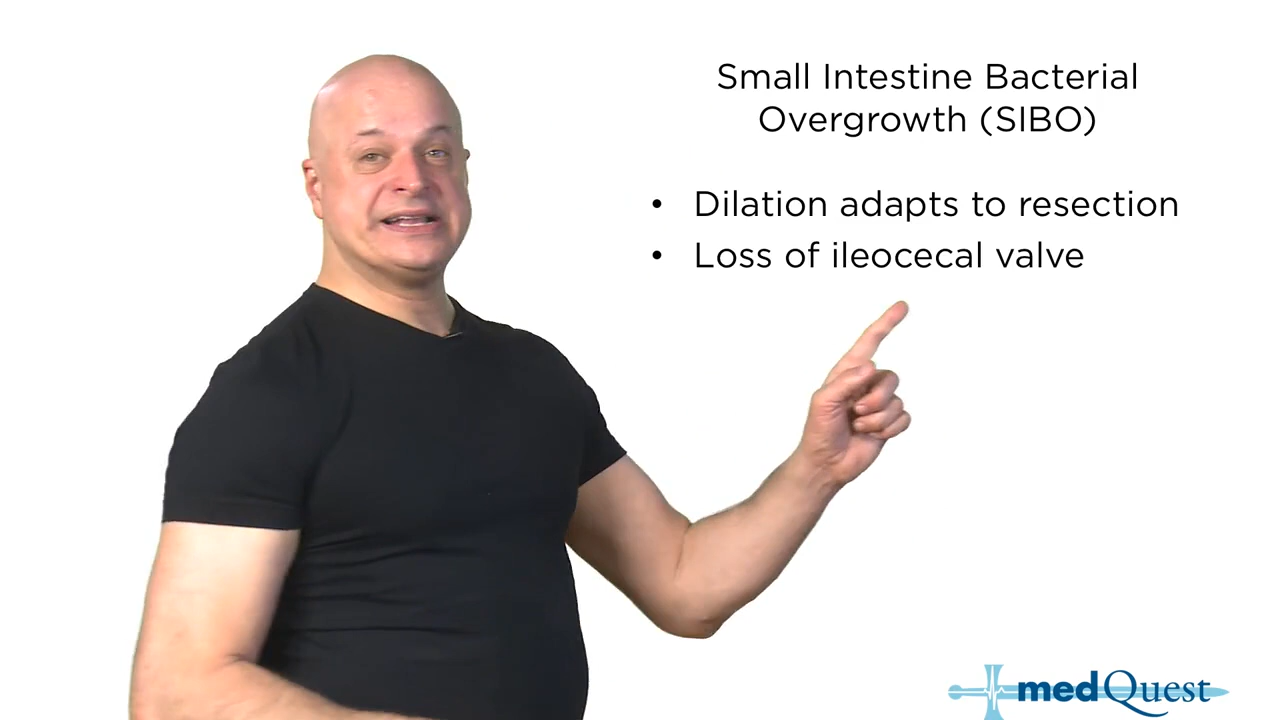 Small Intestine Bacterial
Overgrowth (SIBO)
• Dilation adapts to resection
• Loss of ileocecal valve
medQuest